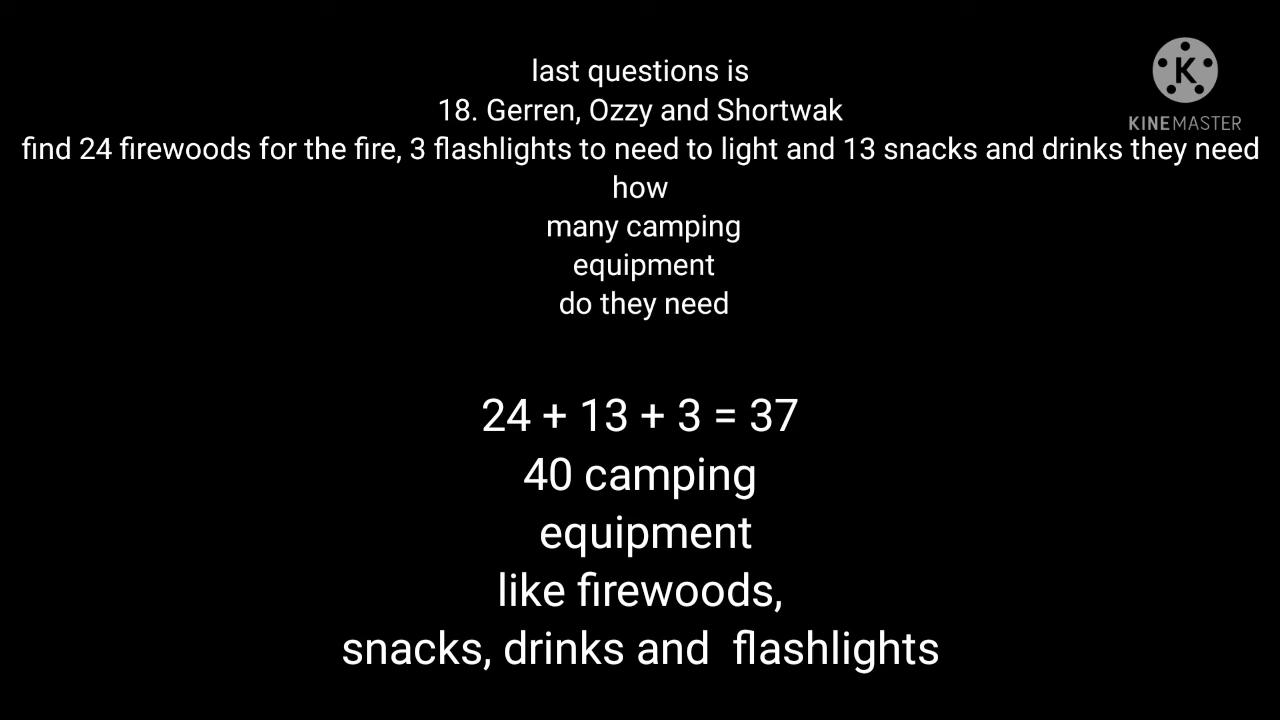 last questions is
18. Gerren, Ozzy and Shortwak
find 24 firewoods for the fire, 3 flashlights to need to light and 13 snacks and drinks they need
how
many camping
equipment
do they need
24 + 13 + 3 = 37
40 camping
equipment
like firewoods,
snacks, drinks and flashlights
K
KINEMASTER